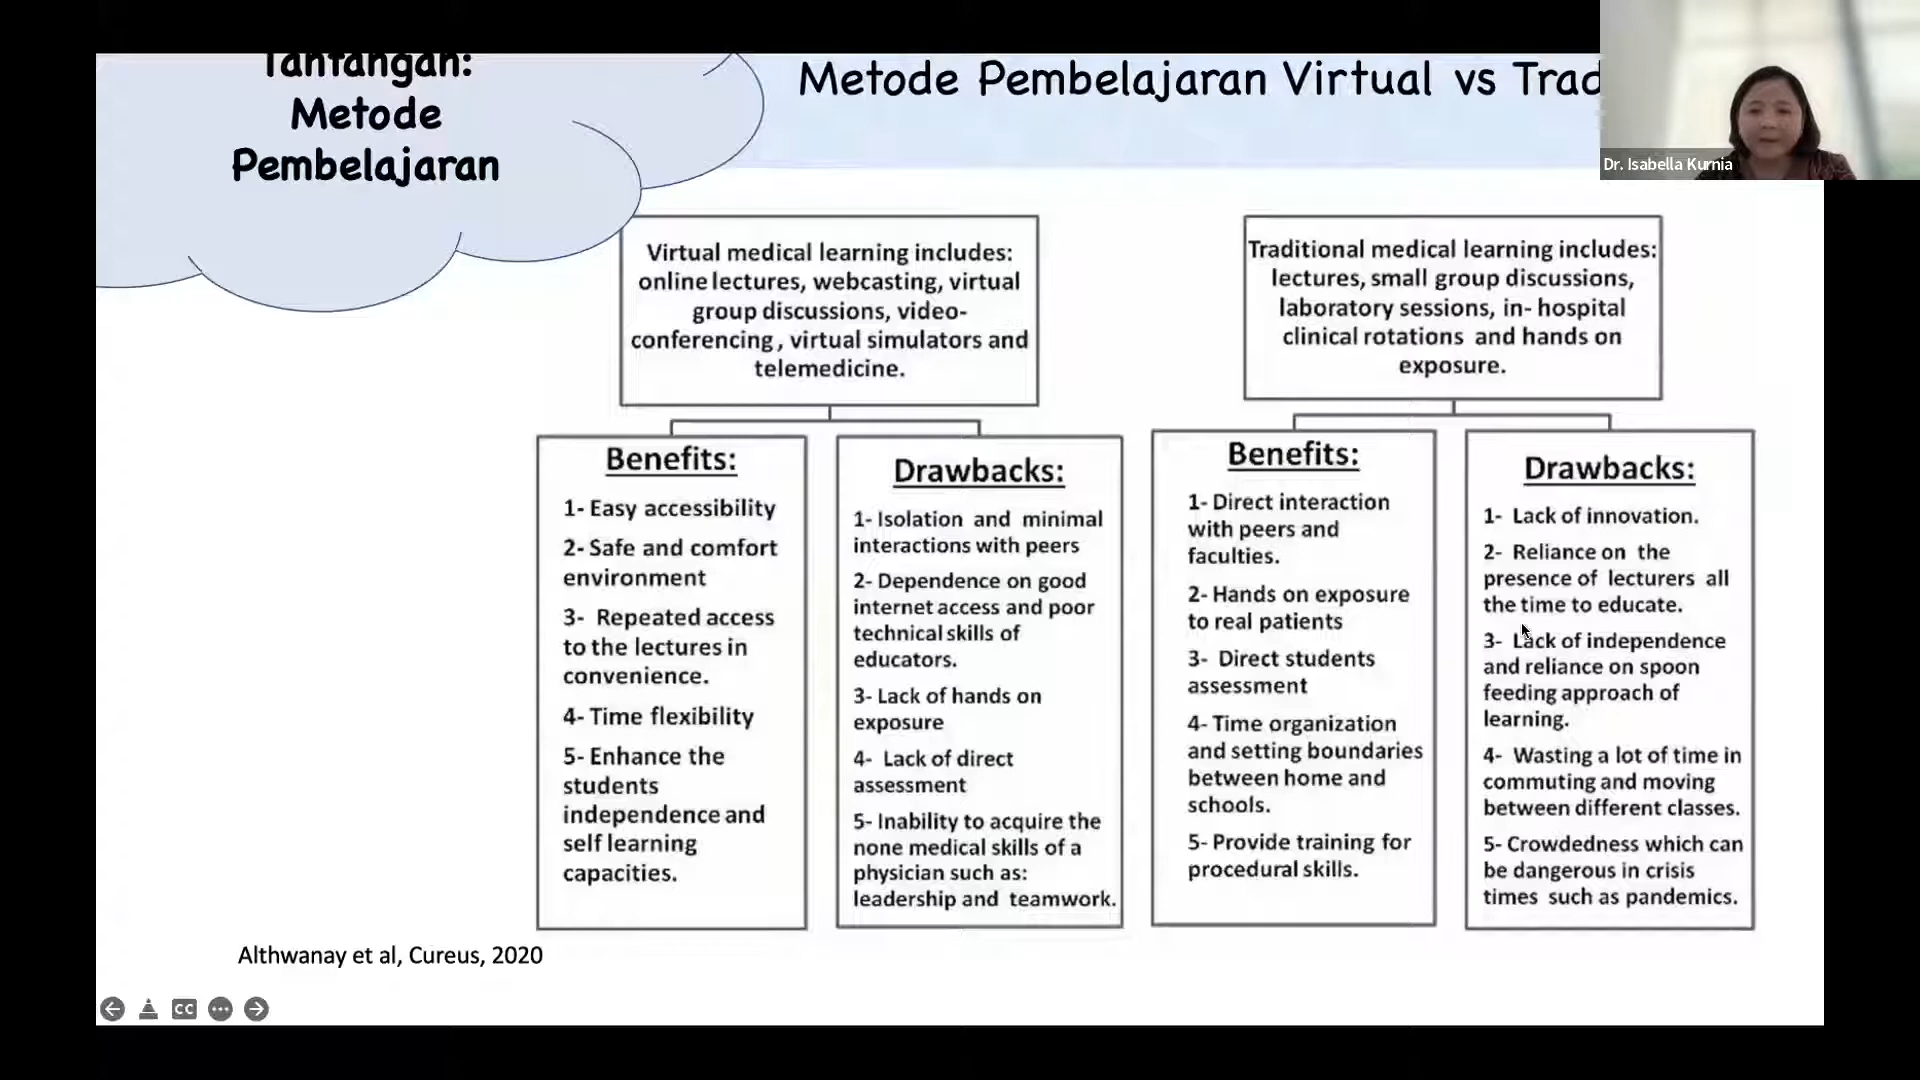 Tantangan:
Metode
Pembelajaran
Metode Pembelajaran Virtual vs Trad
Dr. Isabella Kurnia
Virtual medical learning includes:
online lectures, webcasting, virtual
group discussions, video-
conferencing, virtual simulators and
telemedicine.
Benefits:
1- Easy accessibility
2- Safe and comfort
environment
3- Repeated access
to the lectures in
convenience.
4- Time flexibility
5- Enhance the
students
independence and
self learning
capacities.
Drawbacks:
1- Isolation and minimal
interactions with peers
2- Dependence on good
internet access and poor
technical skills of
educators.
3- Lack of hands on
exposure
4- Lack of direct
assessment
5- Inability to acquire the
none medical skills of a
physician such as:
leadership and teamwork.
Traditional medical learning includes:
lectures, small group discussions,
laboratory sessions, in- hospital
clinical rotations and hands on
exposure.
Benefits:
1- Direct interaction
with peers and
faculties.
2- Hands on exposure
to real patients
3- Direct students
assessment
4- Time organization
and setting boundaries
between home and
schools.
5- Provide training for
procedural skills.
Drawbacks:
1- Lack of innovation.
2- Reliance on the
presence of lecturers all
the time to educate.
3- Lack of independence
and reliance on spoon
feeding approach of
learning.
4- Wasting a lot of time in
commuting and moving
between different classes.
5- Crowdedness which can
be dangerous in crisis
times such as pandemics.
Althwanay et al, Cureus, 2020
CC